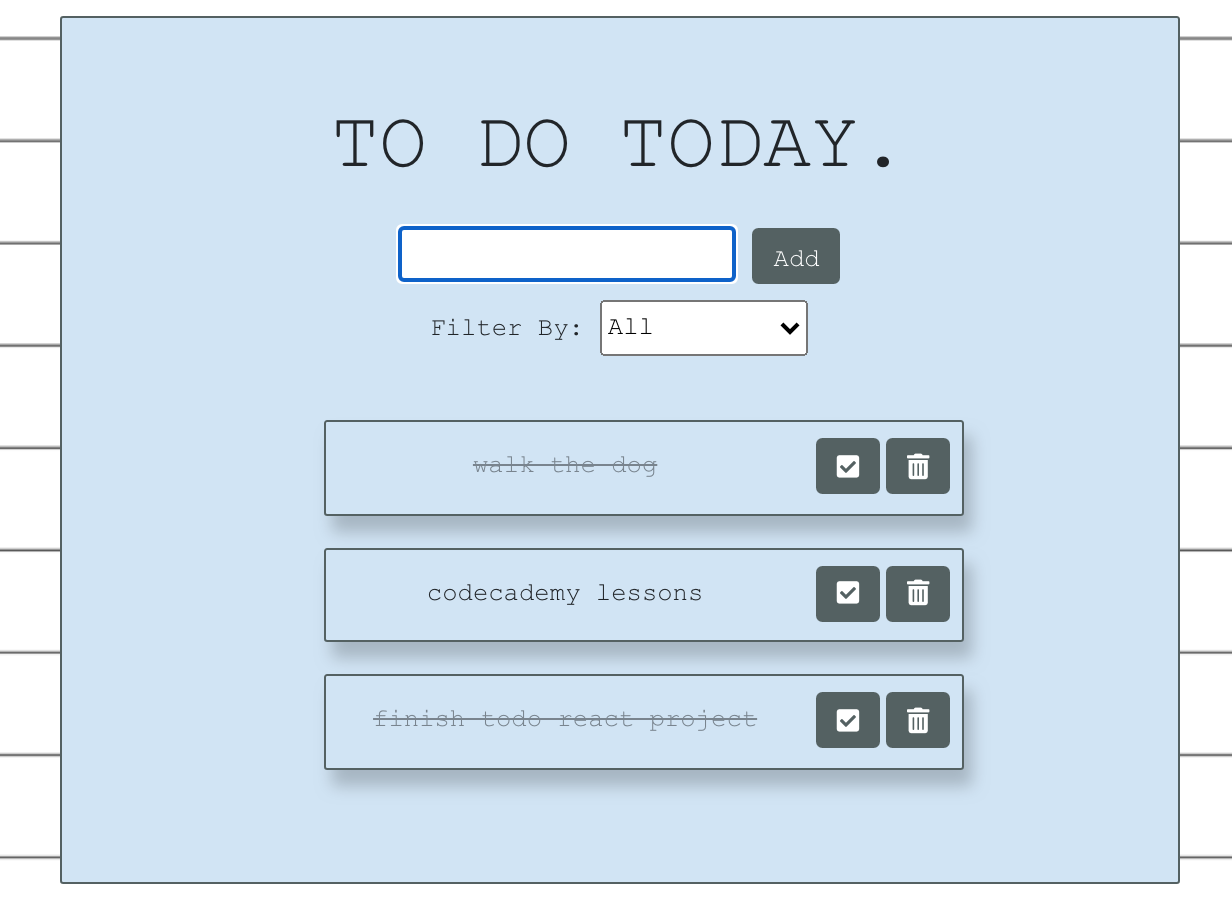 TO DO TODAY.
Add
Filter By: All
walk the dog
codecademy lessons
finish todo react project